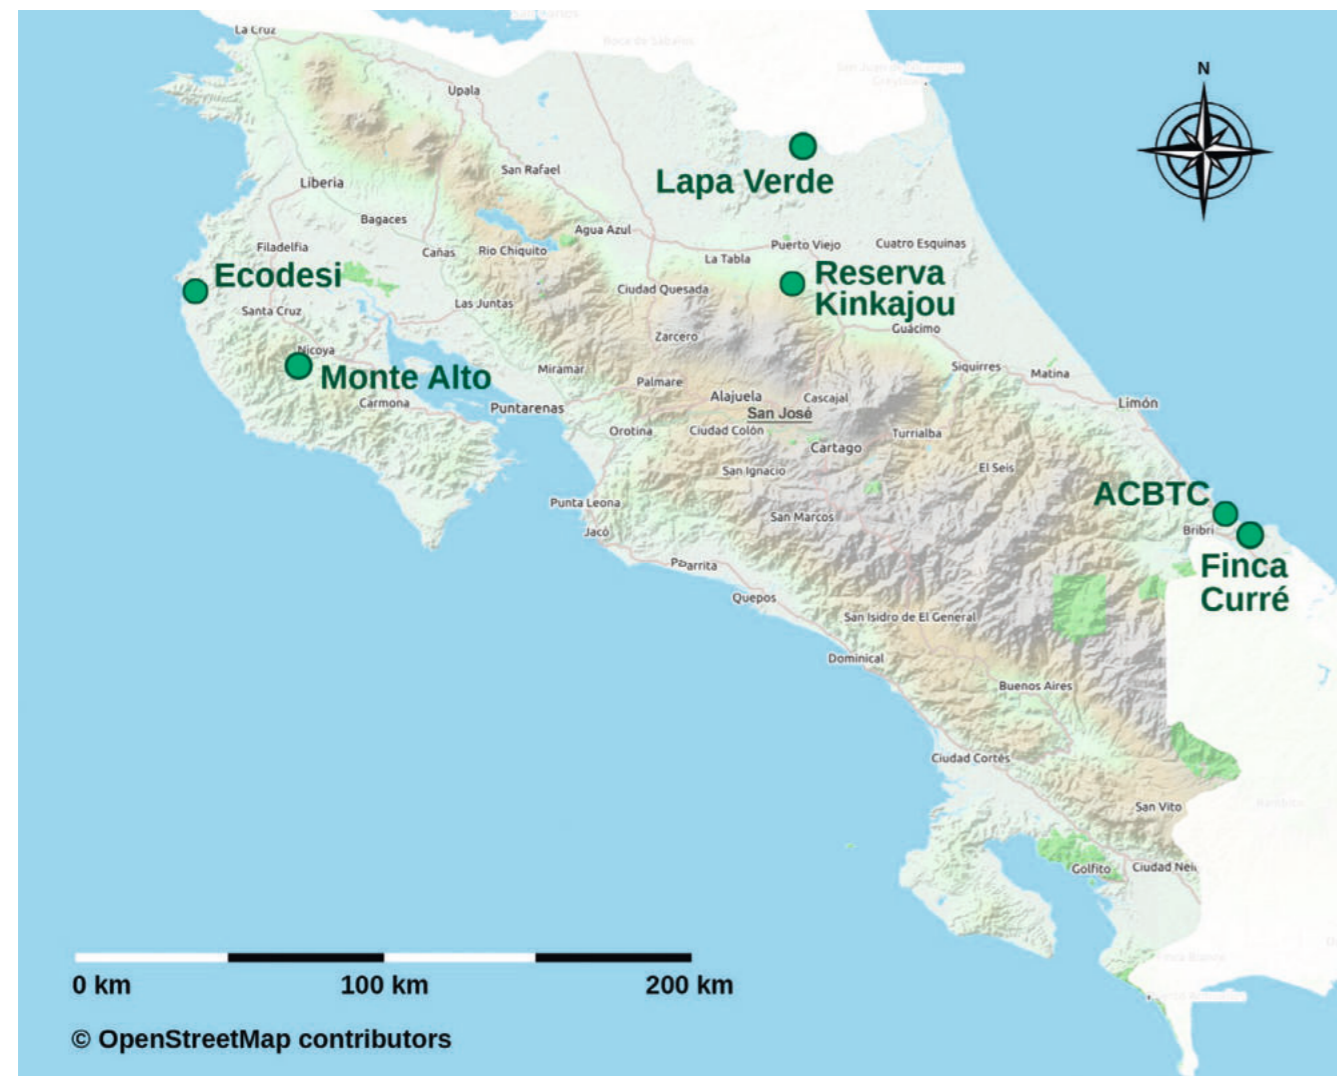 La Cruz
N
Upala
San Rafael
Lapa Verde
Liberia
Bagaces
Filadelfia
Cañas
Rio Chiquito
Agua Azul
La Tabla
Puerto Viejo
Cuatro Esquinas
Ecodesi
Santa Cruz
Las Juntas
Ciudad Quesada
Reserva
Kinkajou
Guácimo
Zarcero
Nicoya
Monte Alto
Miramar
Siquirres
Matina
Carmona
Puntarenas
Palmare
Alajuela
Cascajal
San José
Limón
Orotina
Ciudad Colón
Cartago
Turrialba
San Ignacio
El Seis
Punta Leona
San Marcos
ACBTC
Jacó
Bribri
Parrita
Finca
Curré
Quepos
San Isidro de El General
Dominical
Buenos Aires
Ciudad Cortés
San Vito
Golfito
Ciudad Neil
0 km
100 km
200 km
© OpenStreetMap contributors